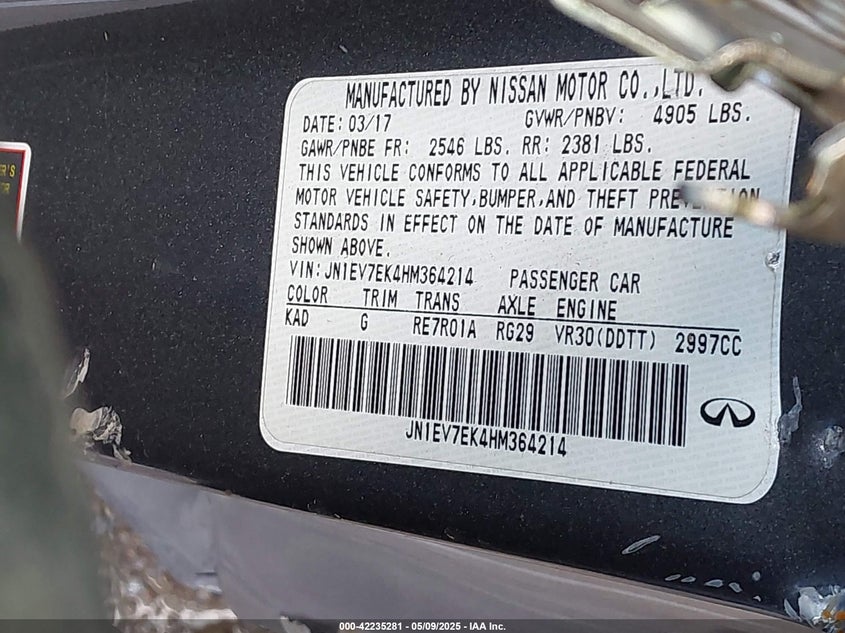 MANUFACTURED BY NISSAN MOTOR CO.,LTD.
DATE: 03/17 GVWR/PNBV: 4905 LBS.
GAWR/PNBE FR: 2546 LBS. RR: 2381 LBS.
THIS VEHICLE CONFORMS TO ALL APPLICABLE FEDERAL
MOTOR VEHICLE SAFETY,BUMPER,AND THEFT PREVENTION
STANDARDS IN EFFECT ON THE DATE OF MANUFACTURE
SHOWN ABOVE.
VIN: JN1EV7EK4HM364214 PASSENGER CAR
COLOR TRIM TRANS AXLE ENGINE
KAD G RE7R01A RG29 VR30(DDTT) 2997CC
JN1EV7EK4HM364214
000-42235281 - 05/09/2025 - IAA Inc.